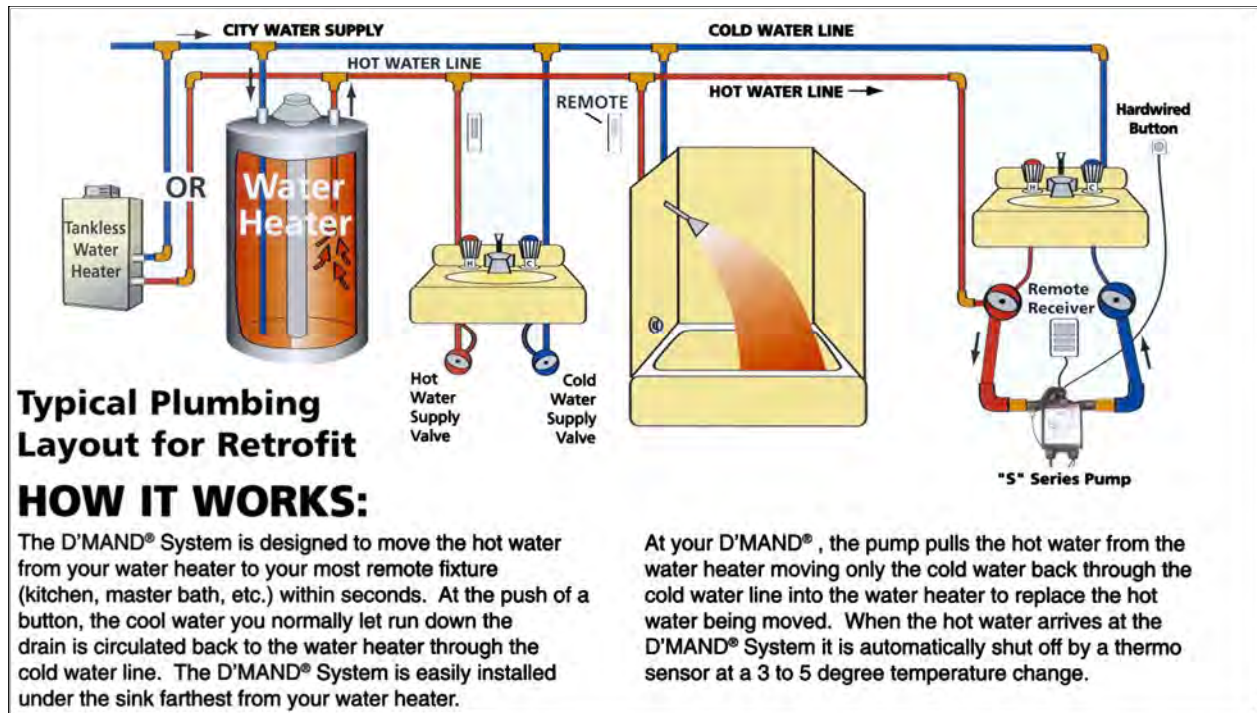 CITY WATER SUPPLY
COLD WATER LINE
HOT WATER LINE
HOT WATER LINE
REMOTE
Hardwired
Button
OR
Water
Heater
Tankless
Water
Heater
H
C
H
C
Remote
Receiver
Hot
Water
Supply
Valve
Cold
Water
Supply
Valve
"S" Series Pump
Typical Plumbing
Layout for Retrofit
HOW IT WORKS:
The D'MAND® System is designed to move the hot water
from your water heater to your most remote fixture
(kitchen, master bath, etc.) within seconds.  At the push of a
button, the cool water you normally let run down the
drain is circulated back to the water heater through the
cold water line.  The D'MAND® System is easily installed
under the sink farthest from your water heater.
At your D'MAND® , the pump pulls the hot water from the
water heater moving only the cold water back through the
cold water line into the water heater to replace the hot
water being moved.  When the hot water arrives at the
D'MAND® System it is automatically shut off by a thermo
sensor at a 3 to 5 degree temperature change.